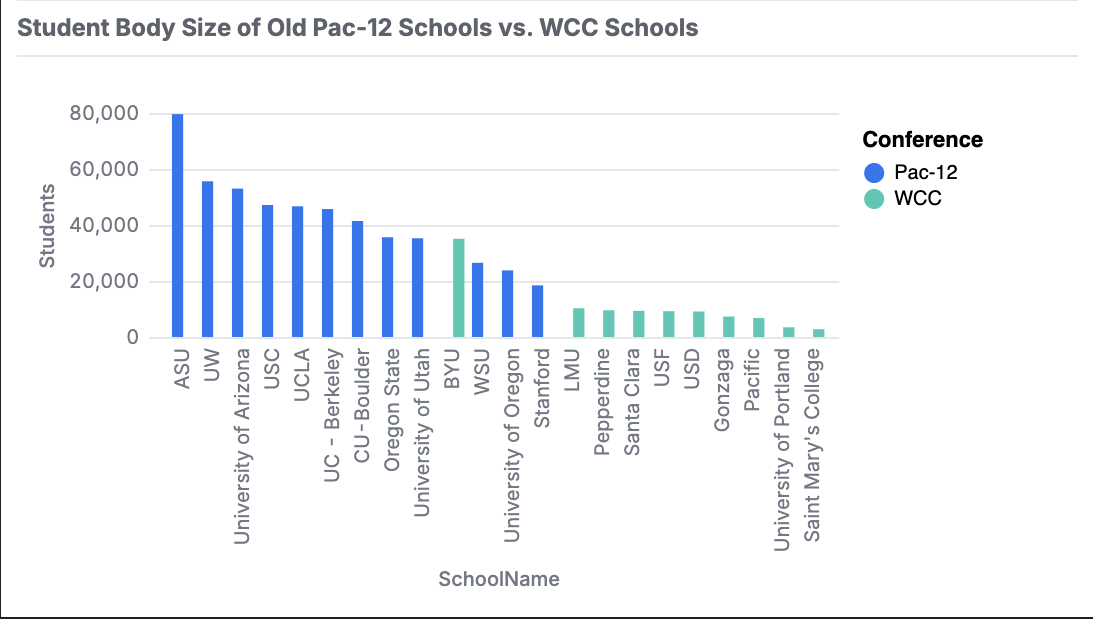 Student Body Size of Old Pac-12 Schools vs. WCC Schools
80,000
60,000
40,000
20,000
0
Students
Conference
Pac-12
WCC
ASU
UW
University of Arizona
USC
UCLA
UC - Berkeley
CU-Boulder
Oregon State
University of Utah
BYU
WSU
University of Oregon
Stanford
LMU
Pepperdine
Santa Clara
USF
USD
Gonzaga
Pacific
University of Portland
Saint Mary's College
SchoolName